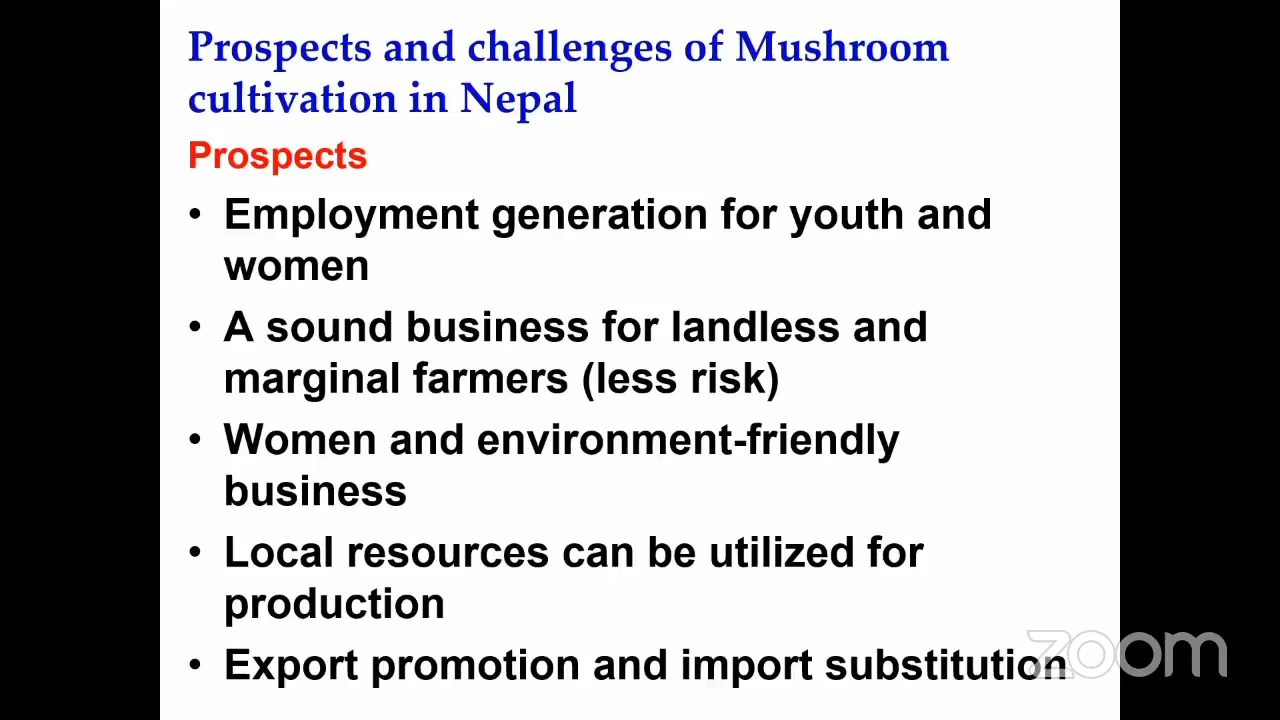 Prospects and challenges of Mushroom
cultivation in Nepal
Prospects
• Employment generation for youth and
women
• A sound business for landless and
marginal farmers (less risk)
• Women and environment-friendly
business
• Local resources can be utilized for
production
• Export promotion and import substitution
zoom